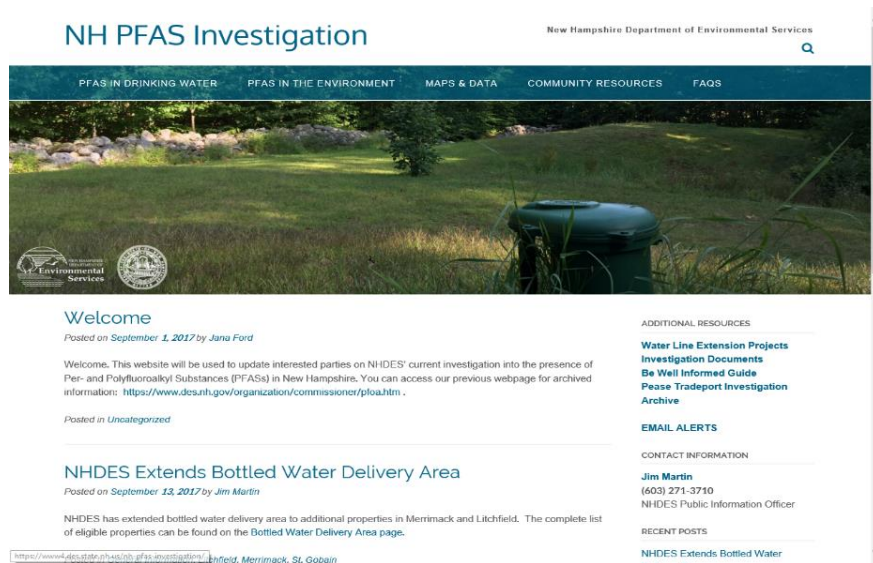 NH PFAS Investigation
New Hampshire Department of Environmental Services
PFAS IN DRINKING WATER PFAS IN THE ENVIRONMENT MAPS & DATA COMMUNITY RESOURCES FAQS
NEW HAMPSHIRE
DEPARTMENT OF
Environmental
Services
Welcome
Posted on September 1, 2017 by Jana Ford
Welcome. This website will be used to update interested parties on NHDES' current investigation into the presence of
Per- and Polyfluoroalkyl Substances (PFASs) in New Hampshire. You can access our previous webpage for archived
information: https://www.des.nh.gov/organization/commissioner/pfoa.htm .
Posted in Uncategorized
NHDES Extends Bottled Water Delivery Area
Posted on September 13, 2017 by Jim Martin
NHDES has extended bottled water delivery area to additional properties in Merrimack and Litchfield. The complete list
of eligible properties can be found on the Bottled Water Delivery Area page.
Posted in General Information, Litchfield, Merrimack, St. Gobain
https://www4.des.state.nh.us/nh-pfas-investigation/
ADDITIONAL RESOURCES
Water Line Extension Projects
Investigation Documents
Be Well Informed Guide
Pease Tradeport Investigation
Archive
EMAIL ALERTS
CONTACT INFORMATION
Jim Martin
(603) 271-3710
NHDES Public Information Officer
RECENT POSTS
NHDES Extends Bottled Water